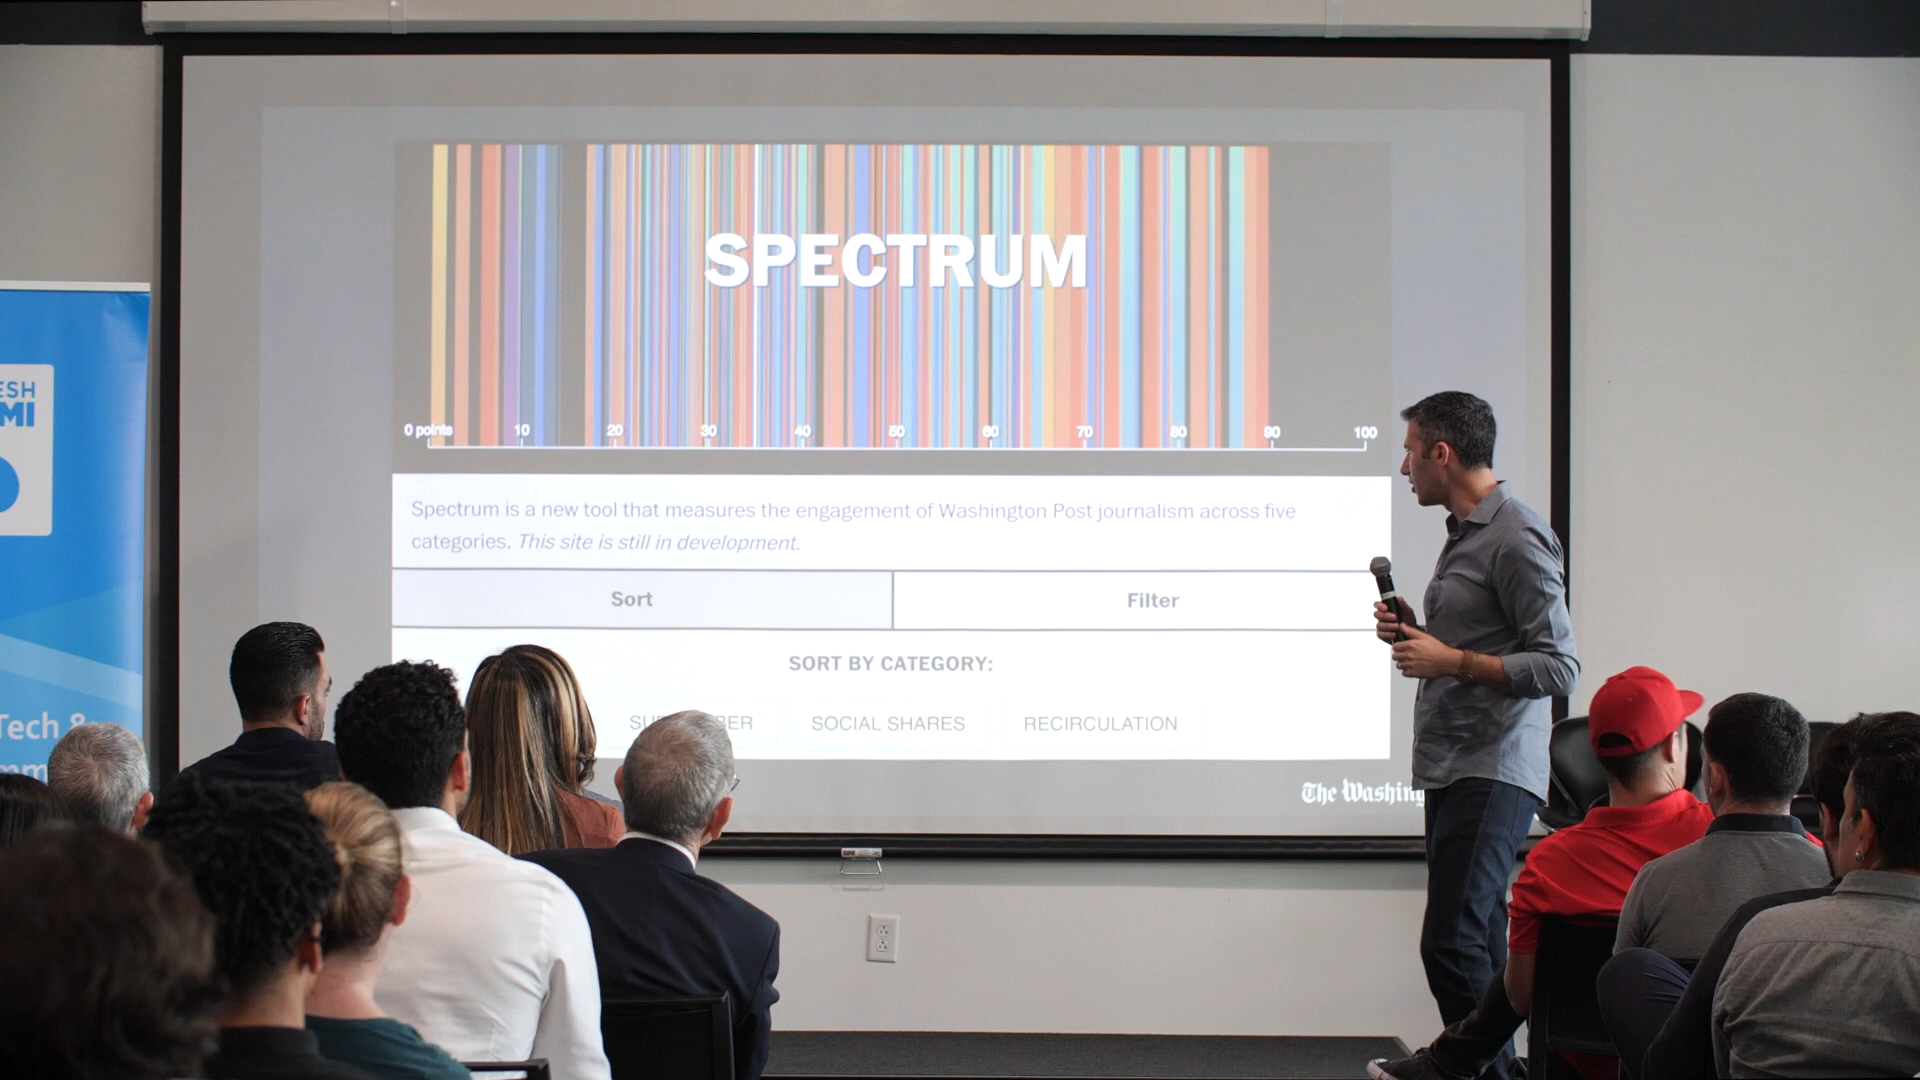 SPECTRUM
0 points 10 20 30 40 50 60 70 80 90 100
Spectrum is a new tool that measures the engagement of Washington Post journalism across five
categories. This site is still in development.
Sort Filter
SORT BY CATEGORY:
SOCIAL SHARES RECIRCULATION
The Washing
ESH
MI
Tech &